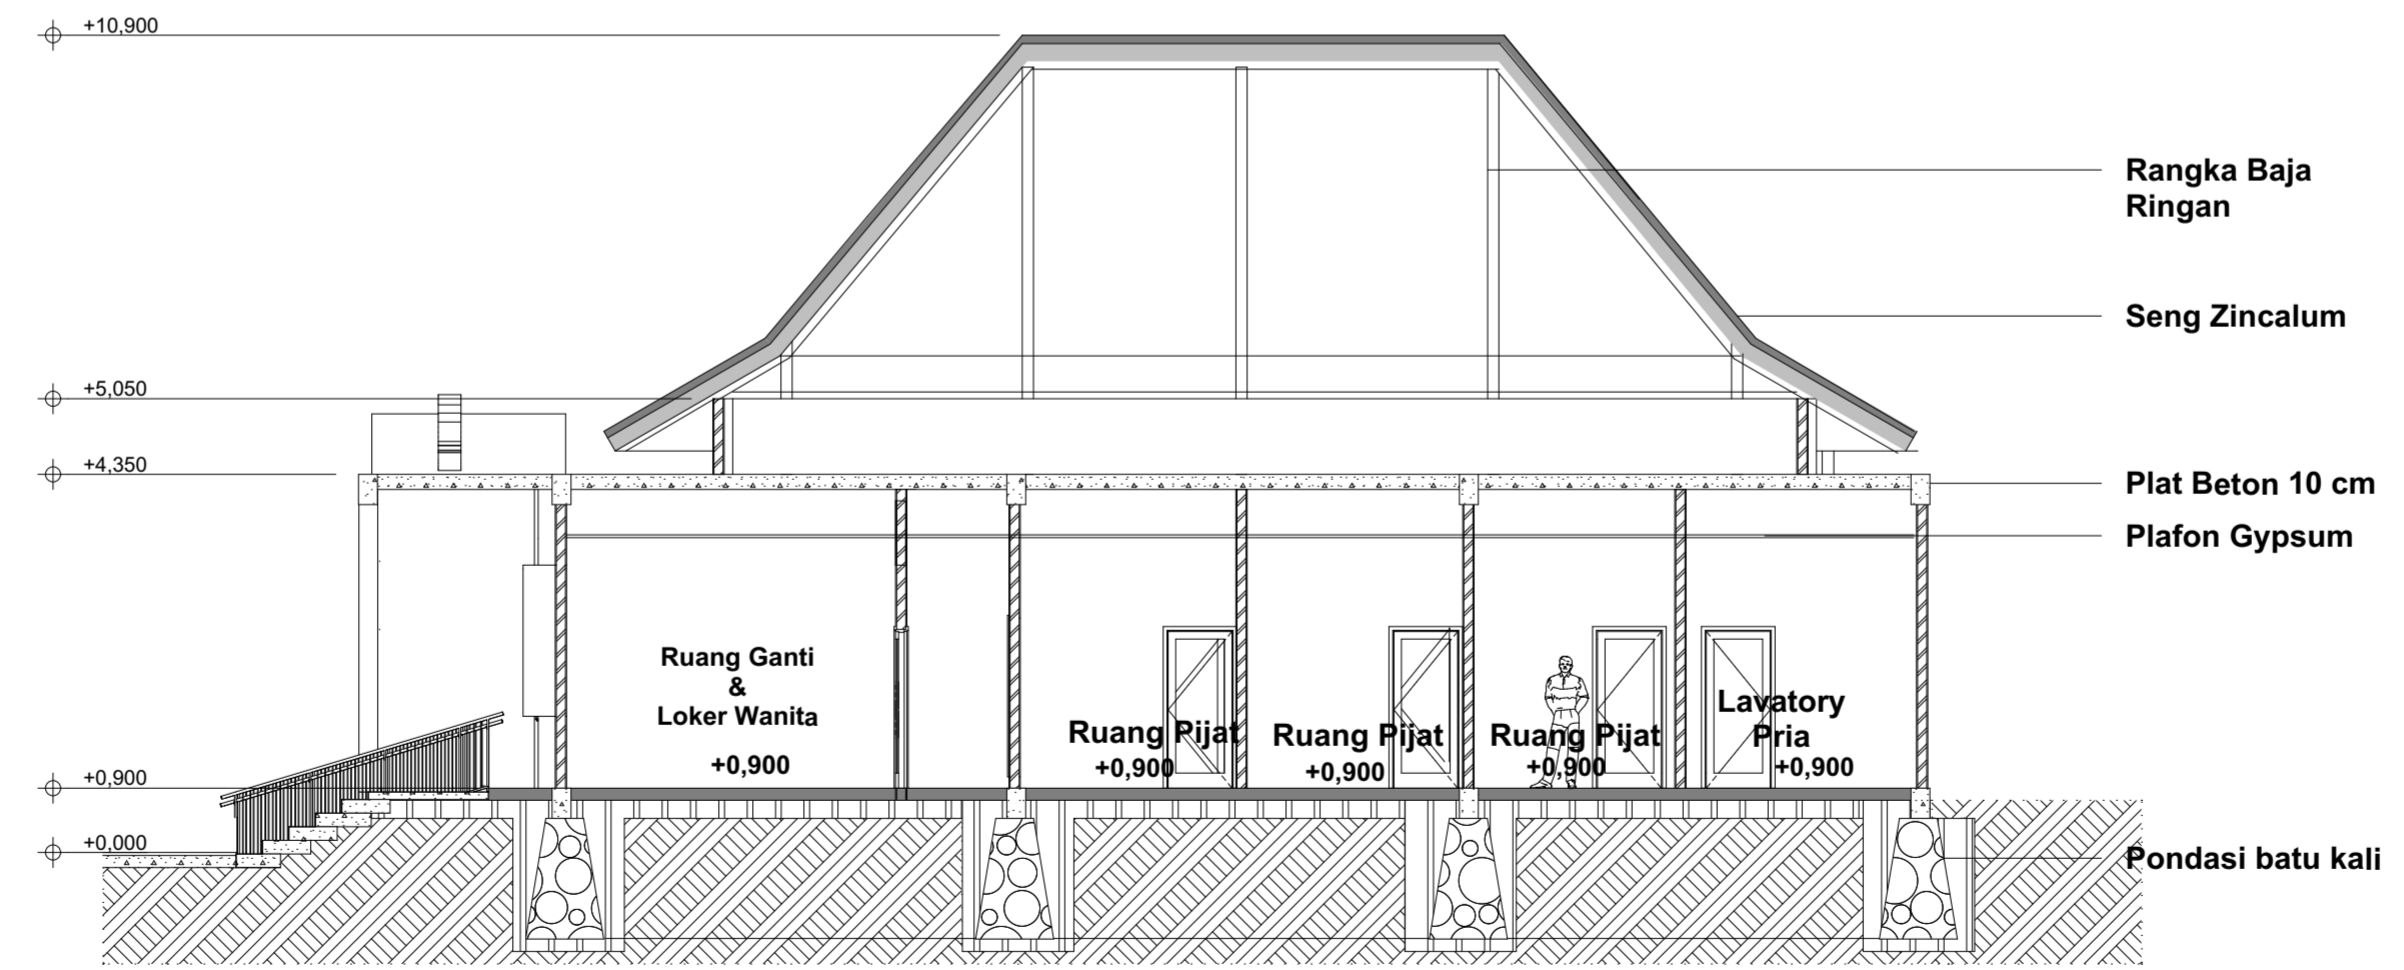 +10,900
Rangka Baja
Ringan
Seng Zincalum
+5,050
+4,350
Plat Beton 10 cm
Plafon Gypsum
Ruang Ganti
&
Loker Wanita
+0,900
Ruang Pijat
+0,900
Ruang Pijat
+0,900
Ruang Pijat
+0,900
Lavatory
Pria
+0,900
+0,900
+0,000
Pondasi batu kali